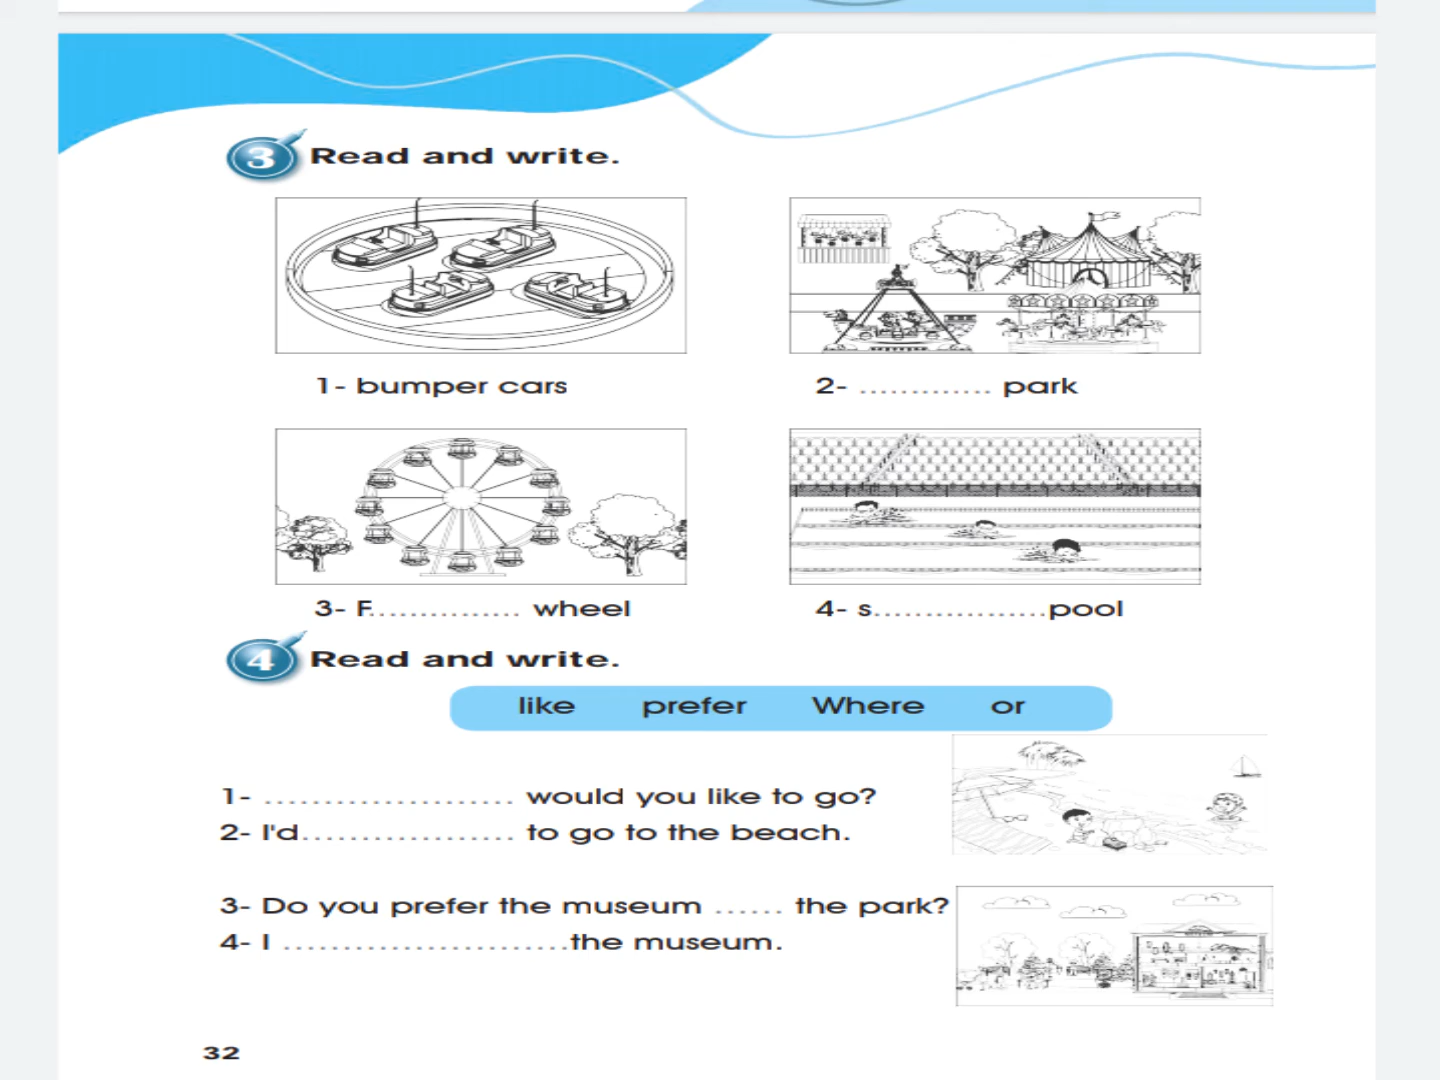 3 Read and write.
1- bumper cars
2- ............. park
3- F............... wheel
4- s.................pool
4 Read and write.
like prefer Where or
1- ..................... would you like to go?
2- I'd.................. to go to the beach.
3- Do you prefer the museum ...... the park?
4- I ........................the museum.
32